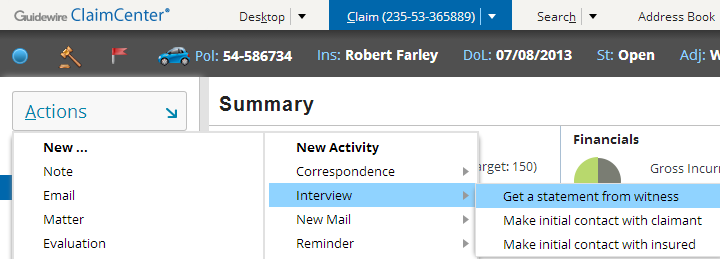 Guidewire ClaimCenter® Desktop Claim (235-53-365889) Search Address Book
Pol: 54-586734 Ins: Robert Farley DoL: 07/08/2013 St: Open Adj:
Actions
Summary
New ...
Note
Email
Matter
Evaluation
New Activity
Correspondence
Interview
New Mail
Reminder
Get a statement from witness
Make initial contact with claimant
Make initial contact with insured
arget: 150)
Financials
Gross Incur